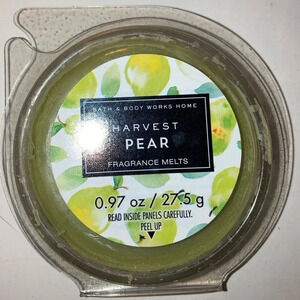 BATH & BODY WORKS HOME
HARVEST
PEAR
FRAGRANCE MELTS
0.97 oz / 27.5 g
READ INSIDE PANELS CAREFULLY.
PEEL UP